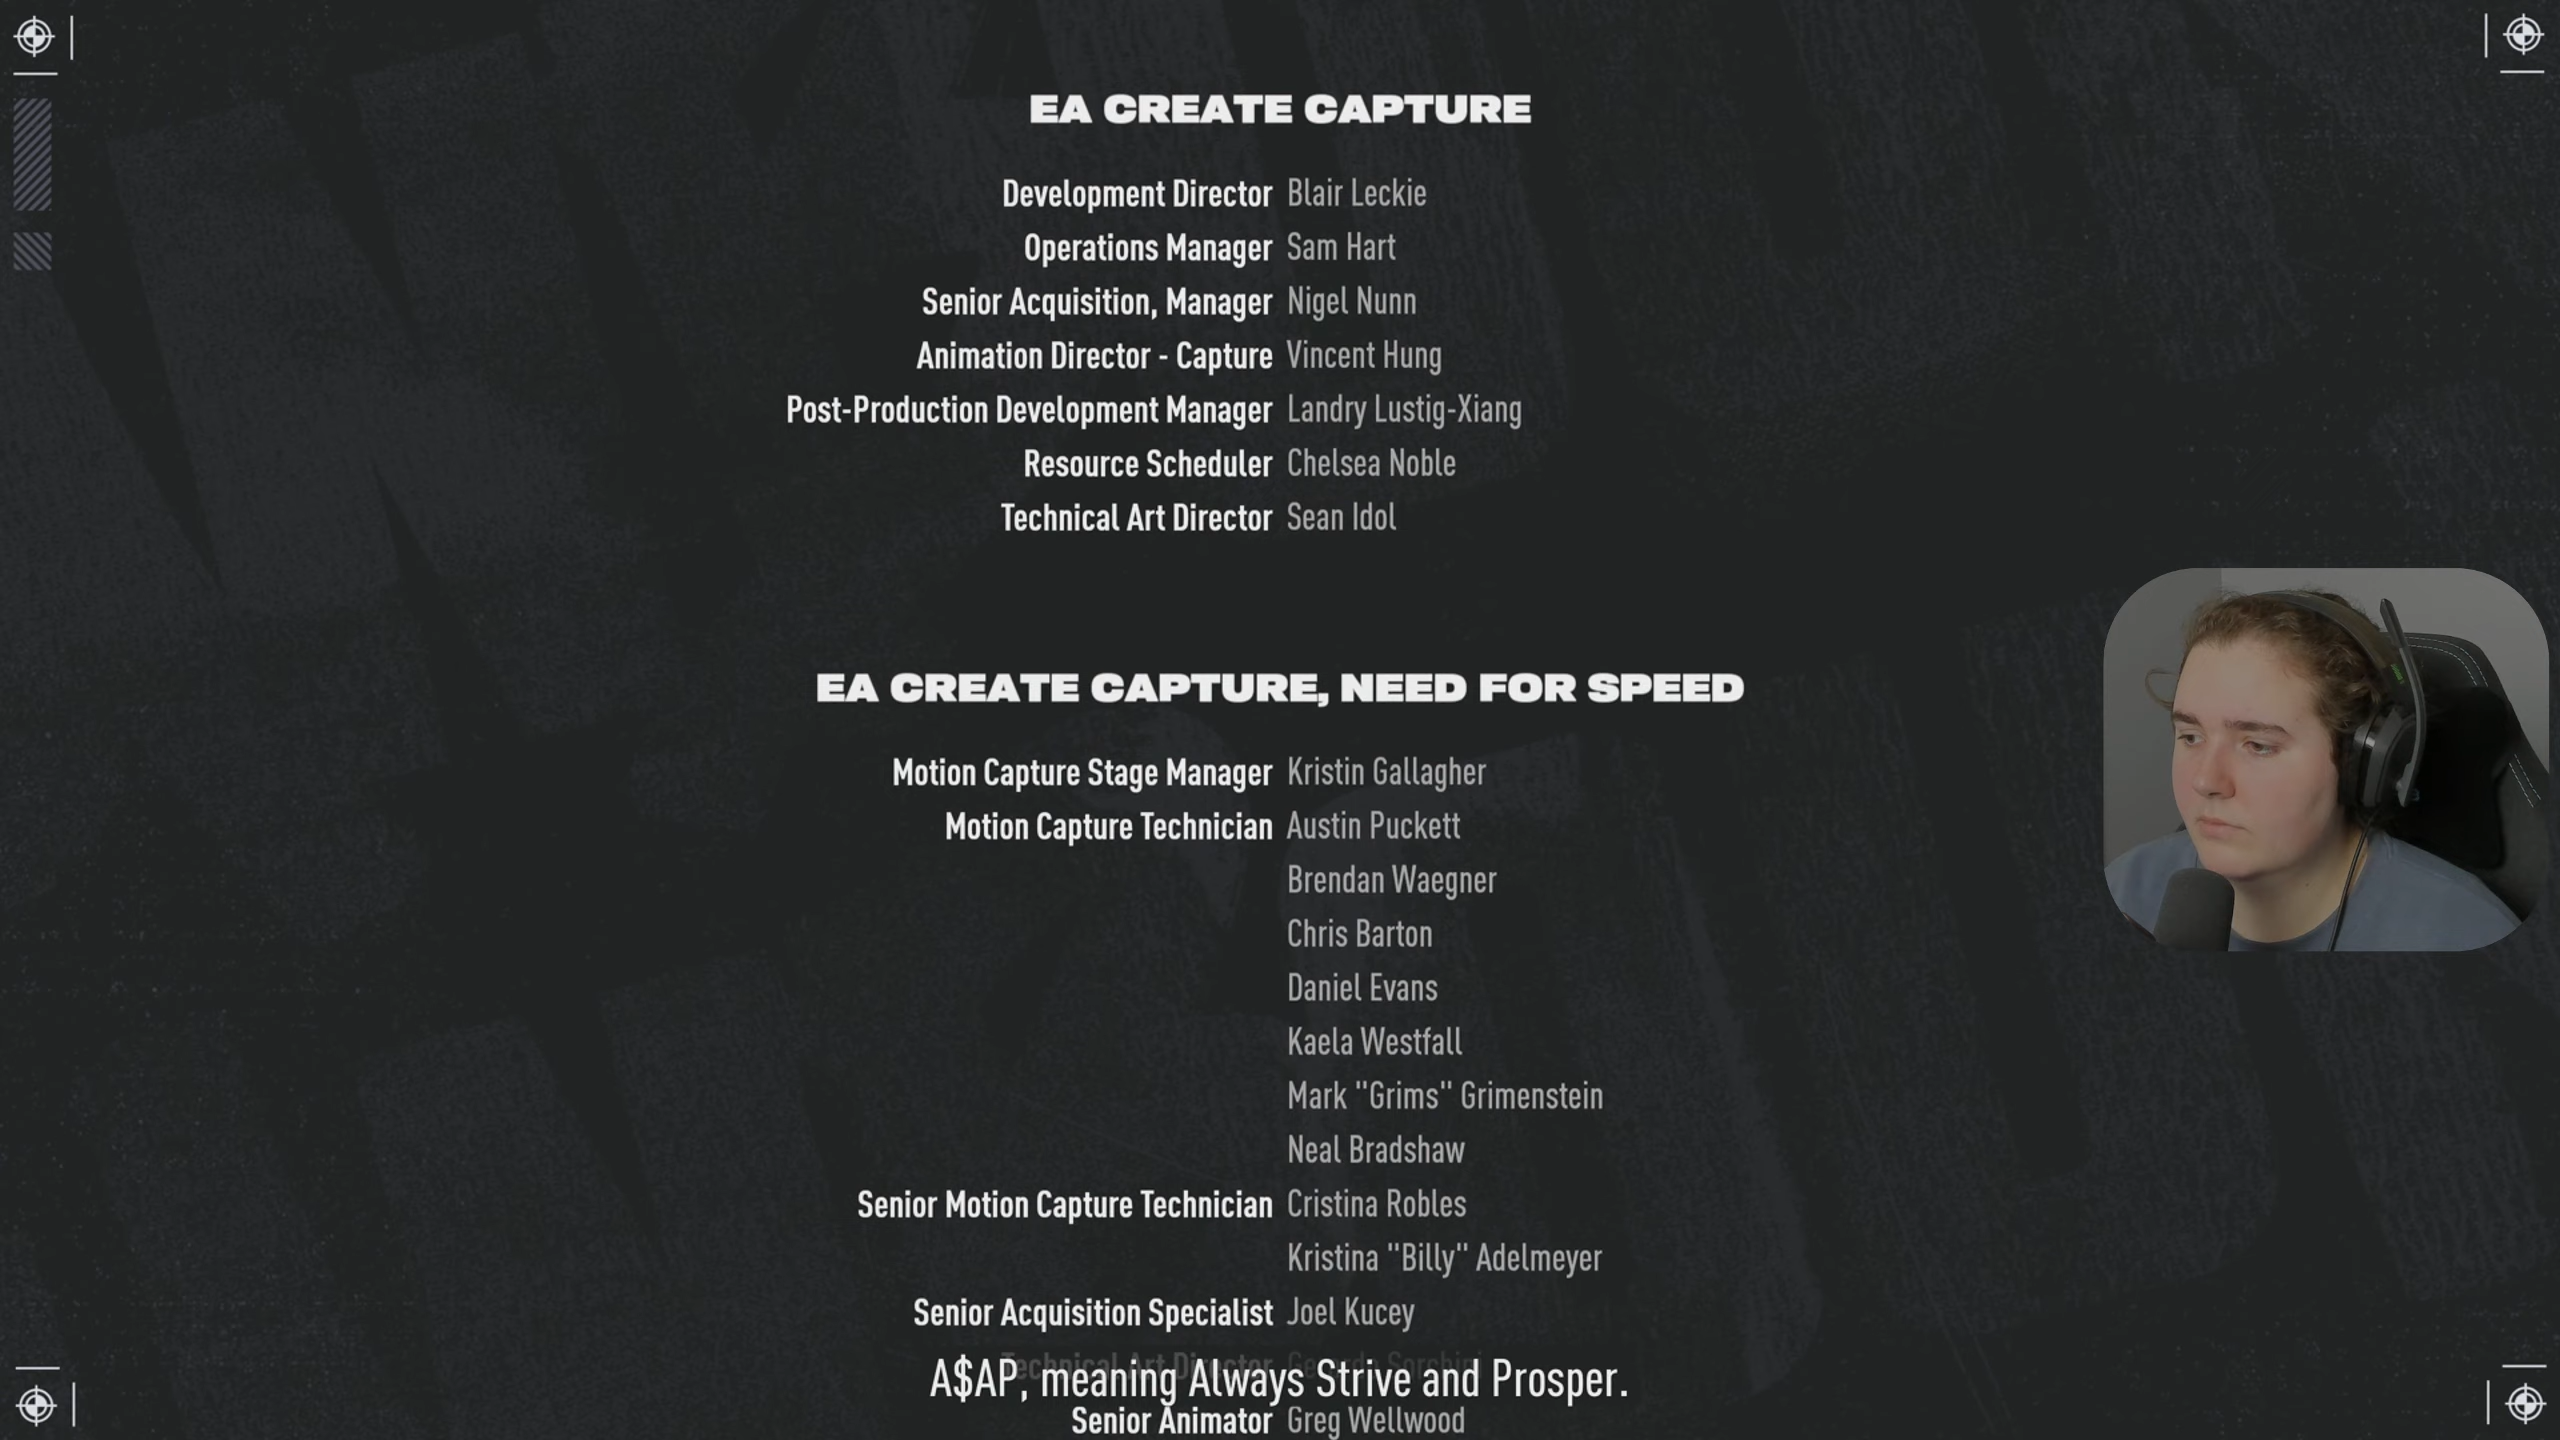 EA CREATE CAPTURE
Development Director Blair Leckie
Operations Manager Sam Hart
Senior Acquisition, Manager Nigel Nunn
Animation Director - Capture Vincent Hung
Post-Production Development Manager Landry Lustig-Xiang
Resource Scheduler Chelsea Noble
Technical Art Director Sean Idol
EA CREATE CAPTURE, NEED FOR SPEED
Motion Capture Stage Manager Kristin Gallagher
Motion Capture Technician Austin Puckett
Brendan Waegner
Chris Barton
Daniel Evans
Kaela Westfall
Mark "Grims" Grimenstein
Neal Bradshaw
Senior Motion Capture Technician Cristina Robles
Kristina "Billy" Adelmeyer
Senior Acquisition Specialist Joel Kucey
Technical Art Director
A$AP, meaning Always Strive and Prosper.
Senior Animator Greg Wellwood